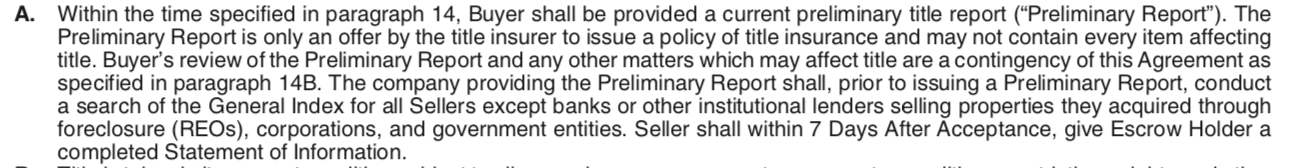 A. Within the time specified in paragraph 14, Buyer shall be provided a current preliminary title report (“Preliminary Report”). The
Preliminary Report is only an offer by the title insurer to issue a policy of title insurance and may not contain every item affecting
title. Buyer’s review of the Preliminary Report and any other matters which may affect title are a contingency of this Agreement as
specified in paragraph 14B. The company providing the Preliminary Report shall, prior to issuing a Preliminary Report, conduct
a search of the General Index for all Sellers except banks or other institutional lenders selling properties they acquired through
foreclosure (REOs), corporations, and government entities. Seller shall within 7 Days After Acceptance, give Escrow Holder a
completed Statement of Information.